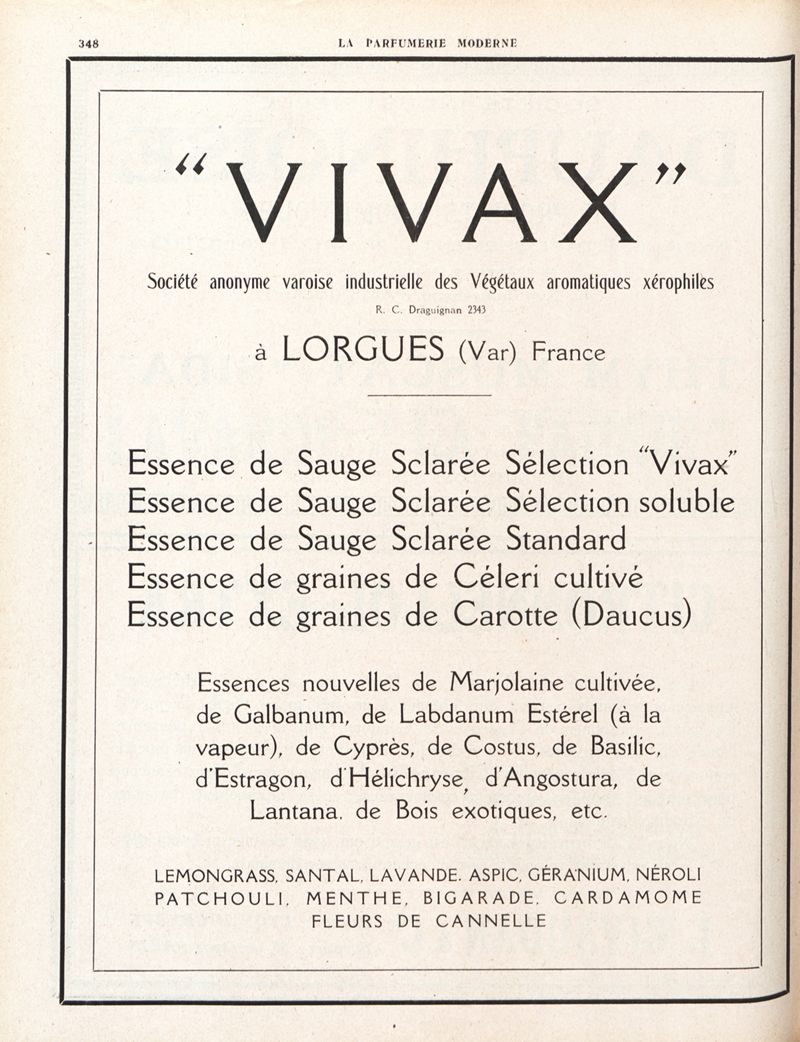 348
LA PARFUMERIE MODERNE
“VIVAX”
Société anonyme varoise industrielle des Végétaux aromatiques xérophiles
R. C. Draguignan 2343
à LORGUES (Var) France
Essence de Sauge Sclarée Sélection “Vivax”
Essence de Sauge Sclarée Sélection soluble
Essence de Sauge Sclarée Standard
Essence de graines de Céleri cultivé
Essence de graines de Carotte (Daucus)
Essences nouvelles de Marjolaine cultivée,
de Galbanum, de Labdanum Estérel (à la
vapeur), de Cyprès, de Costus, de Basilic,
d'Estragon, d'Hélichryse, d'Angostura, de
Lantana. de Bois exotiques, etc.
LEMONGRASS, SANTAL, LAVANDE. ASPIC, GÉRANIUM, NÉROLI
PATCHOULI, MENTHE, BIGARADE, CARDAMOME
FLEURS DE CANNELLE